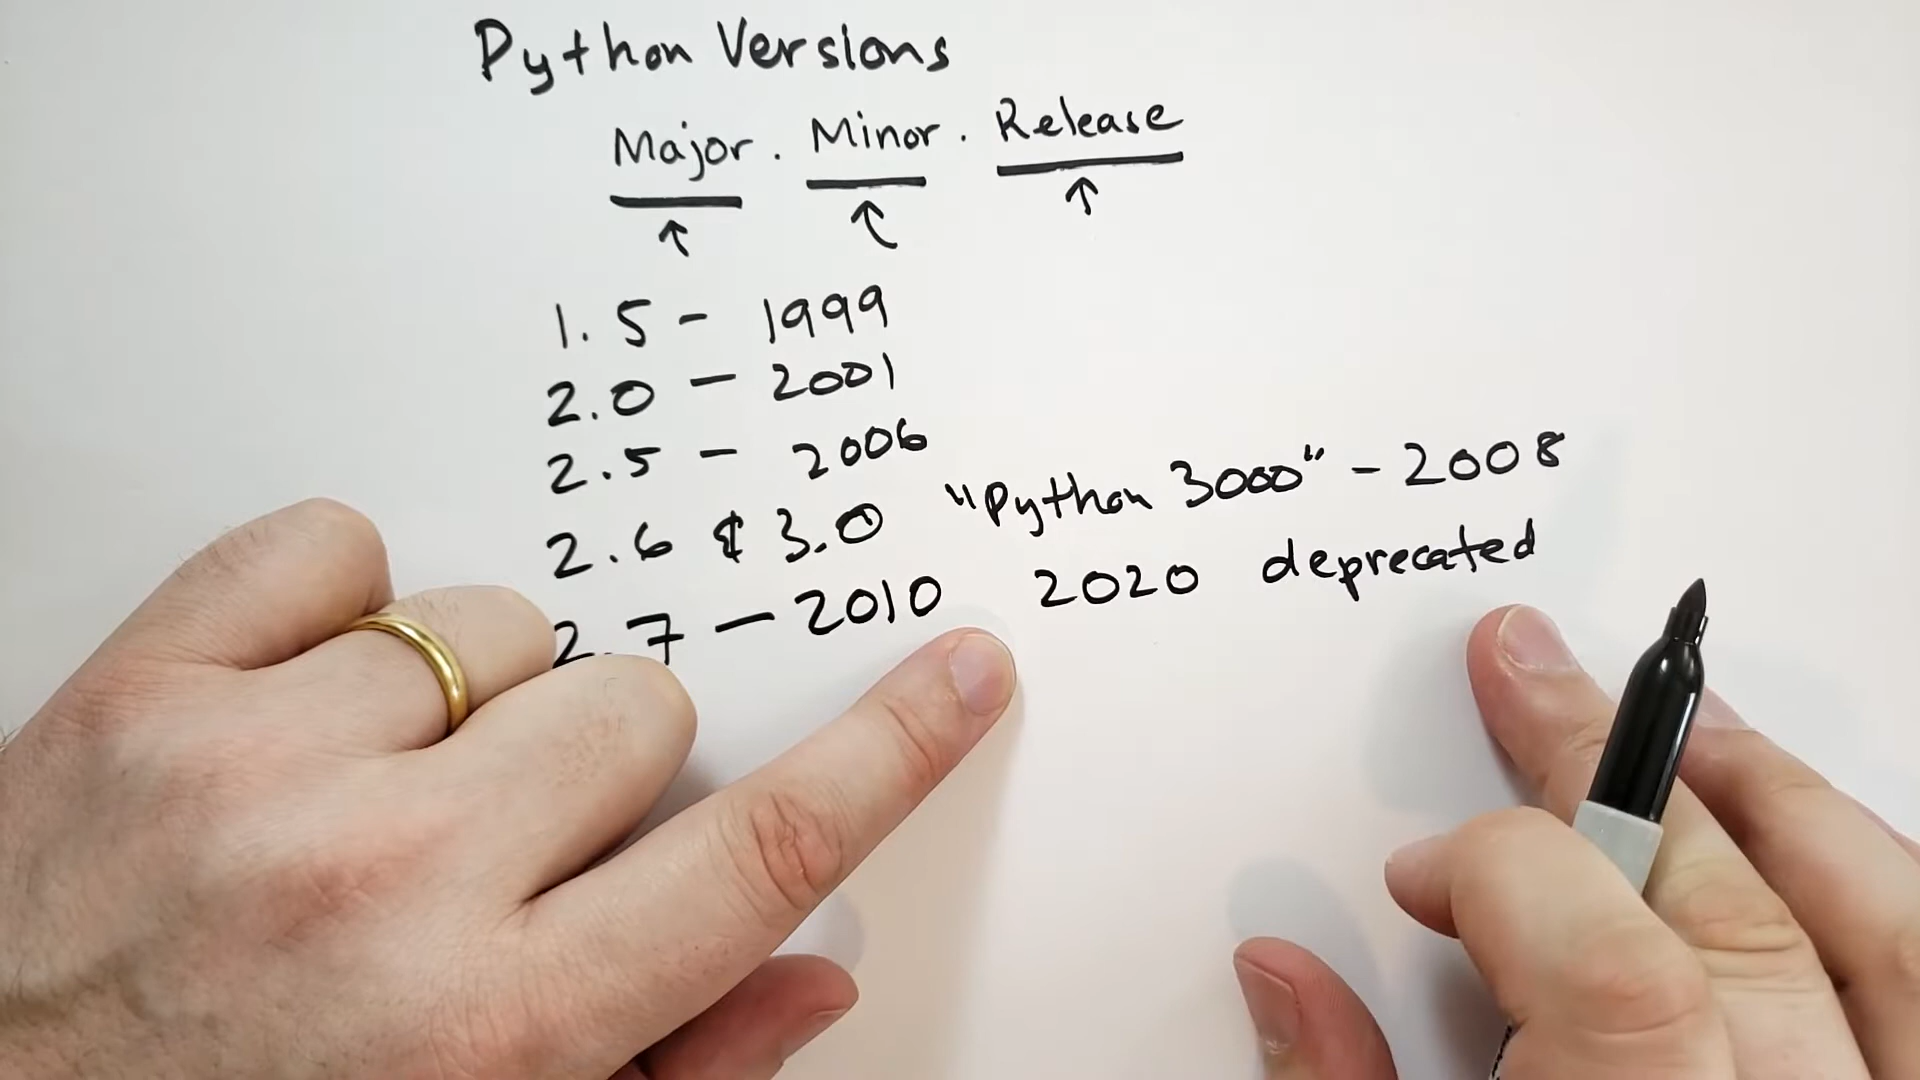 Python Versions
Major . Minor . Release
1.5 - 1999
2.0 - 2001
2.5 - 2006
2.6 & 3.0 "Python 3000" - 2008
2.7 - 2010 2020 deprecated